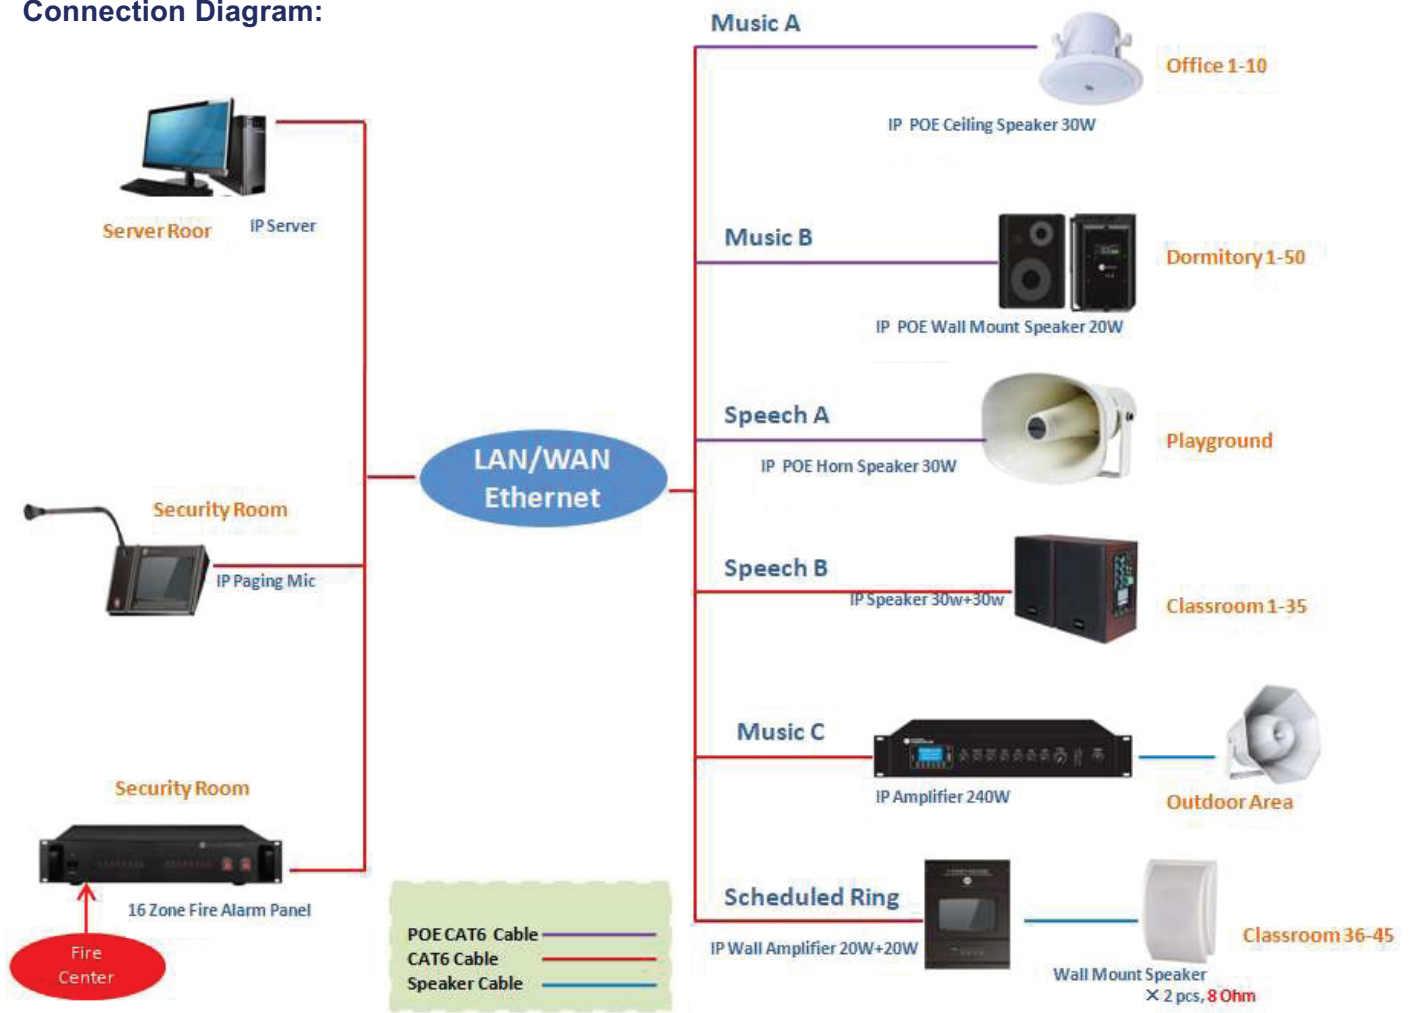 Connection Diagram:
Server Roor
IP Server
Security Room
IP Paging Mic
Security Room
16 Zone Fire Alarm Panel
Fire
Center
LAN/WAN
Ethernet
POE CAT6 Cable
CAT6 Cable
Speaker Cable
Music A
Office 1-10
IP POE Ceiling Speaker 30W
Music B
Dormitory 1-50
IP POE Wall Mount Speaker 20W
Speech A
Playground
IP POE Horn Speaker 30W
Speech B
IP Speaker 30w+30w
Classroom 1-35
Music C
IP Amplifier 240W
Outdoor Area
Scheduled Ring
IP Wall Amplifier 20W+20W
Classroom 36-45
Wall Mount Speaker
× 2 pcs, 8 Ohm